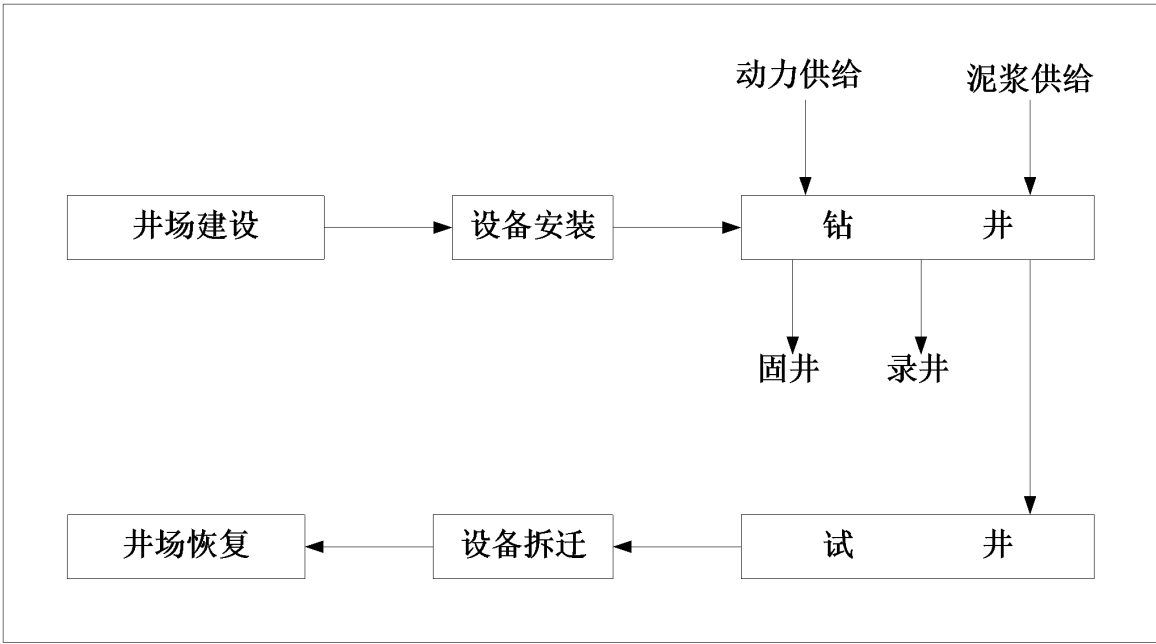 动力供给
泥浆供给
井场建设
设备安装
钻 井
固井
录井
井场恢复
设备拆迁
试 井